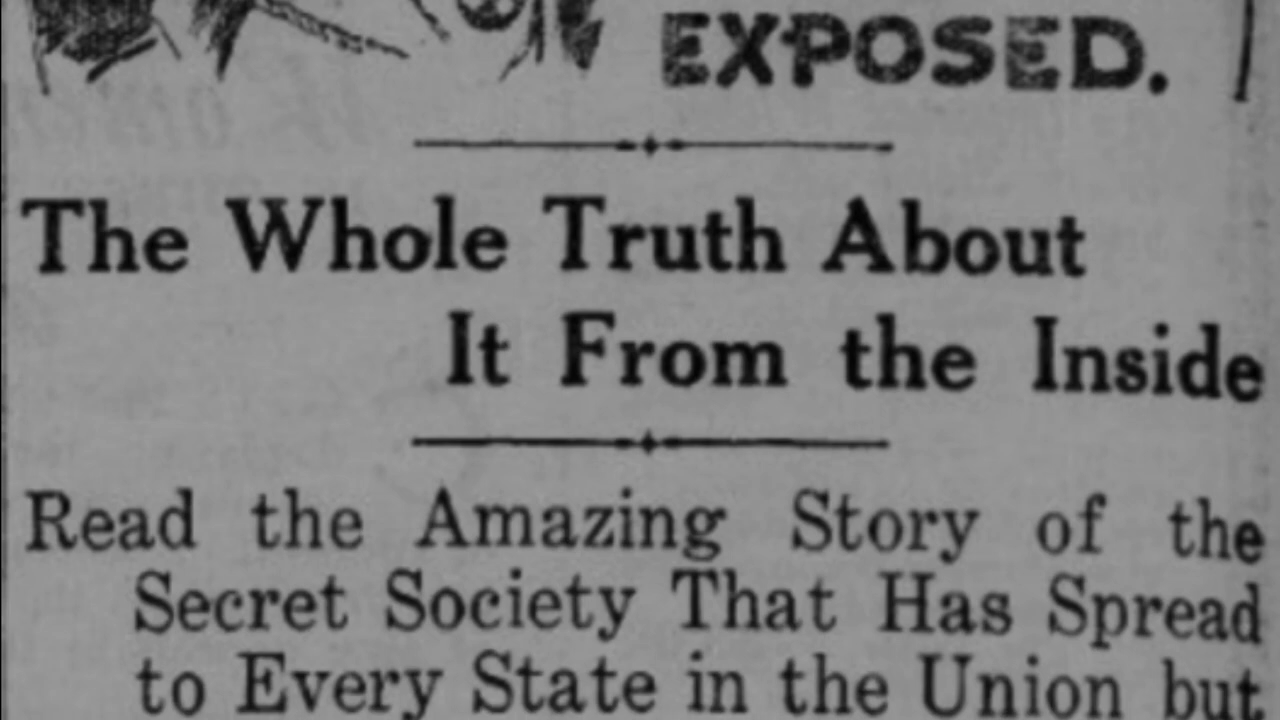 EXPOSED.
The Whole Truth About
It From the Inside
Read the Amazing Story of the
Secret Society That Has Spread
to Every State in the Union but